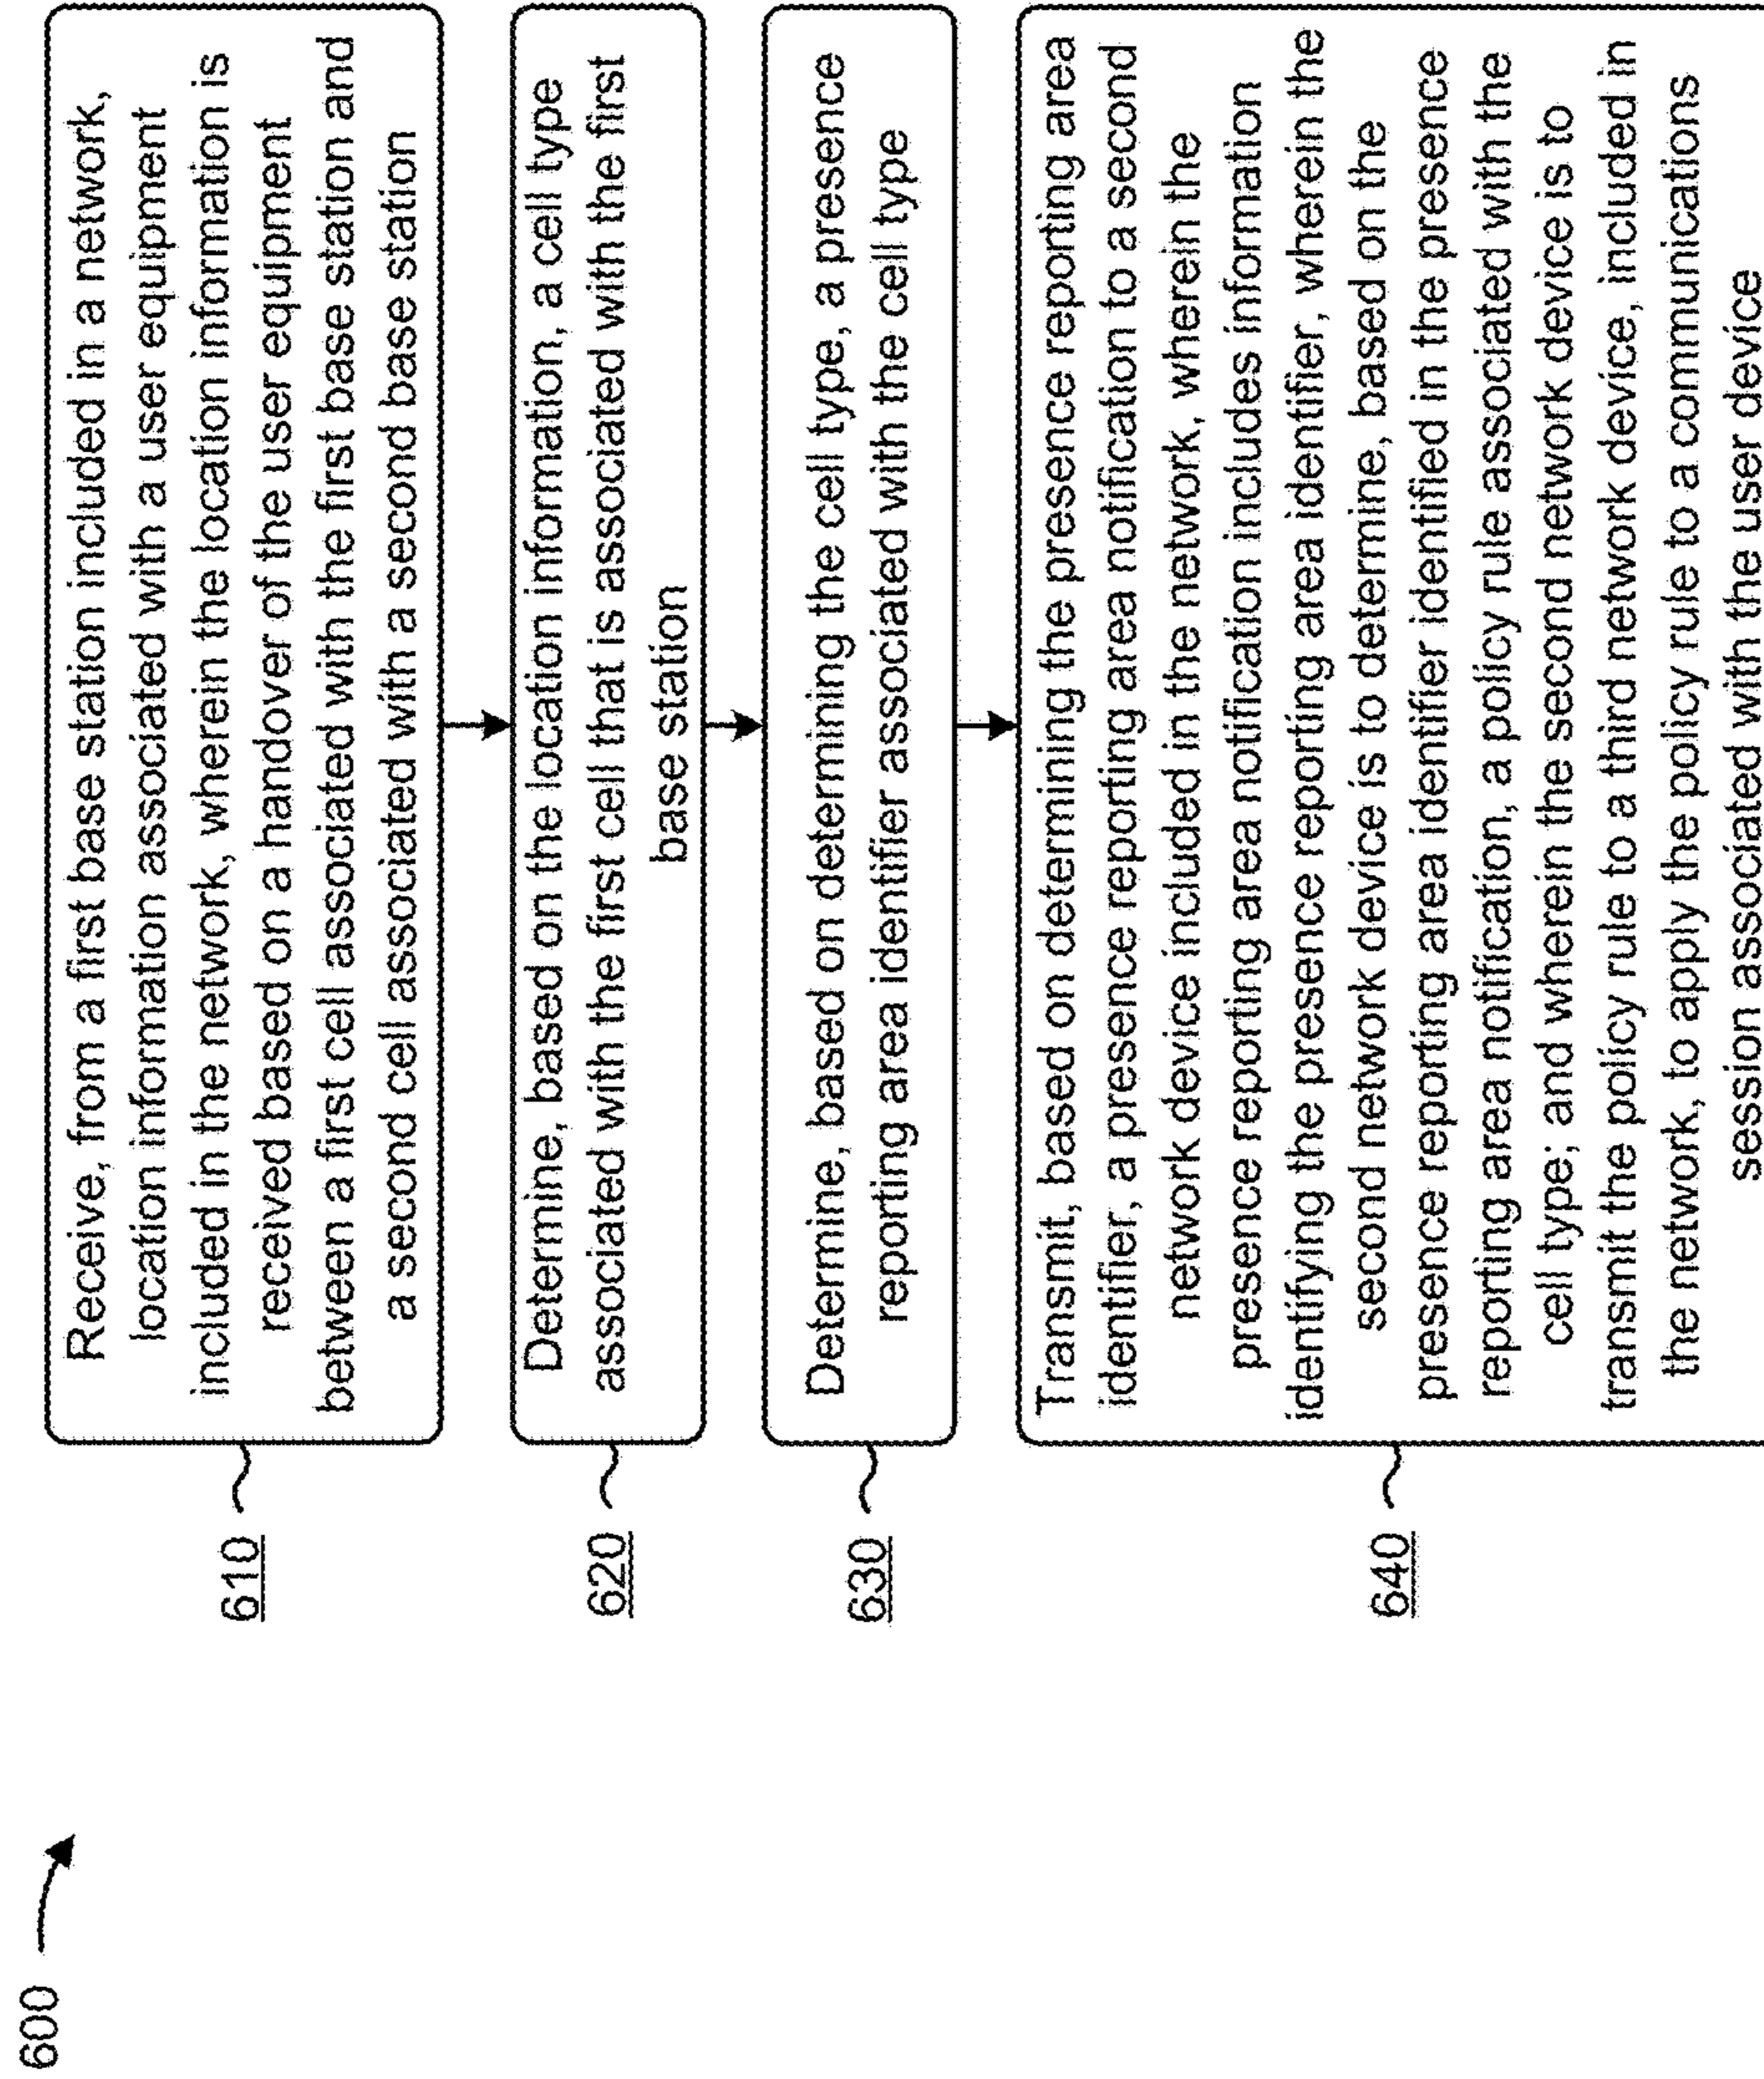 600
610
Receive, from a first base station included in a network,
location information associated with a user equipment
included in the network, wherein the location information is
received based on a handover of the user equipment
between a first cell associated with the first base station and
a second cell associated with a second base station
620
Determine, based on the location information, a cell type
associated with the first cell that is associated with the first
base station
630
Determine, based on determining the cell type, a presence
reporting area identifier associated with the cell type
640
Transmit, based on determining the presence reporting area
identifier, a presence reporting area notification to a second
network device included in the network, wherein the
presence reporting area notification includes information
identifying the presence reporting area identifier, wherein the
second network device is to determine, based on the
presence reporting area identifier identified in the presence
reporting area notification, a policy rule associated with the
cell type; and wherein the second network device is to
transmit the policy rule to a third network device, included in
the network, to apply the policy rule to a communications
session associated with the user device